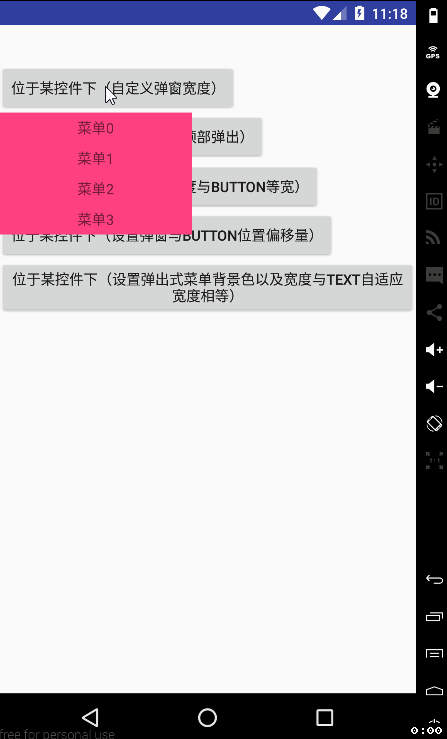 11:18
位于某控件下（自定义弹窗宽度）
菜单0
菜单1
菜单2
菜单3
部弹出）
与BUTTON等宽）
位于某控件下（设置弹窗与BUTTON位置偏移量）
位于某控件下（设置弹出式菜单背景色以及宽度与TEXT自适应
宽度相等）
GPS
ID
1:1
free for personal use
0:00